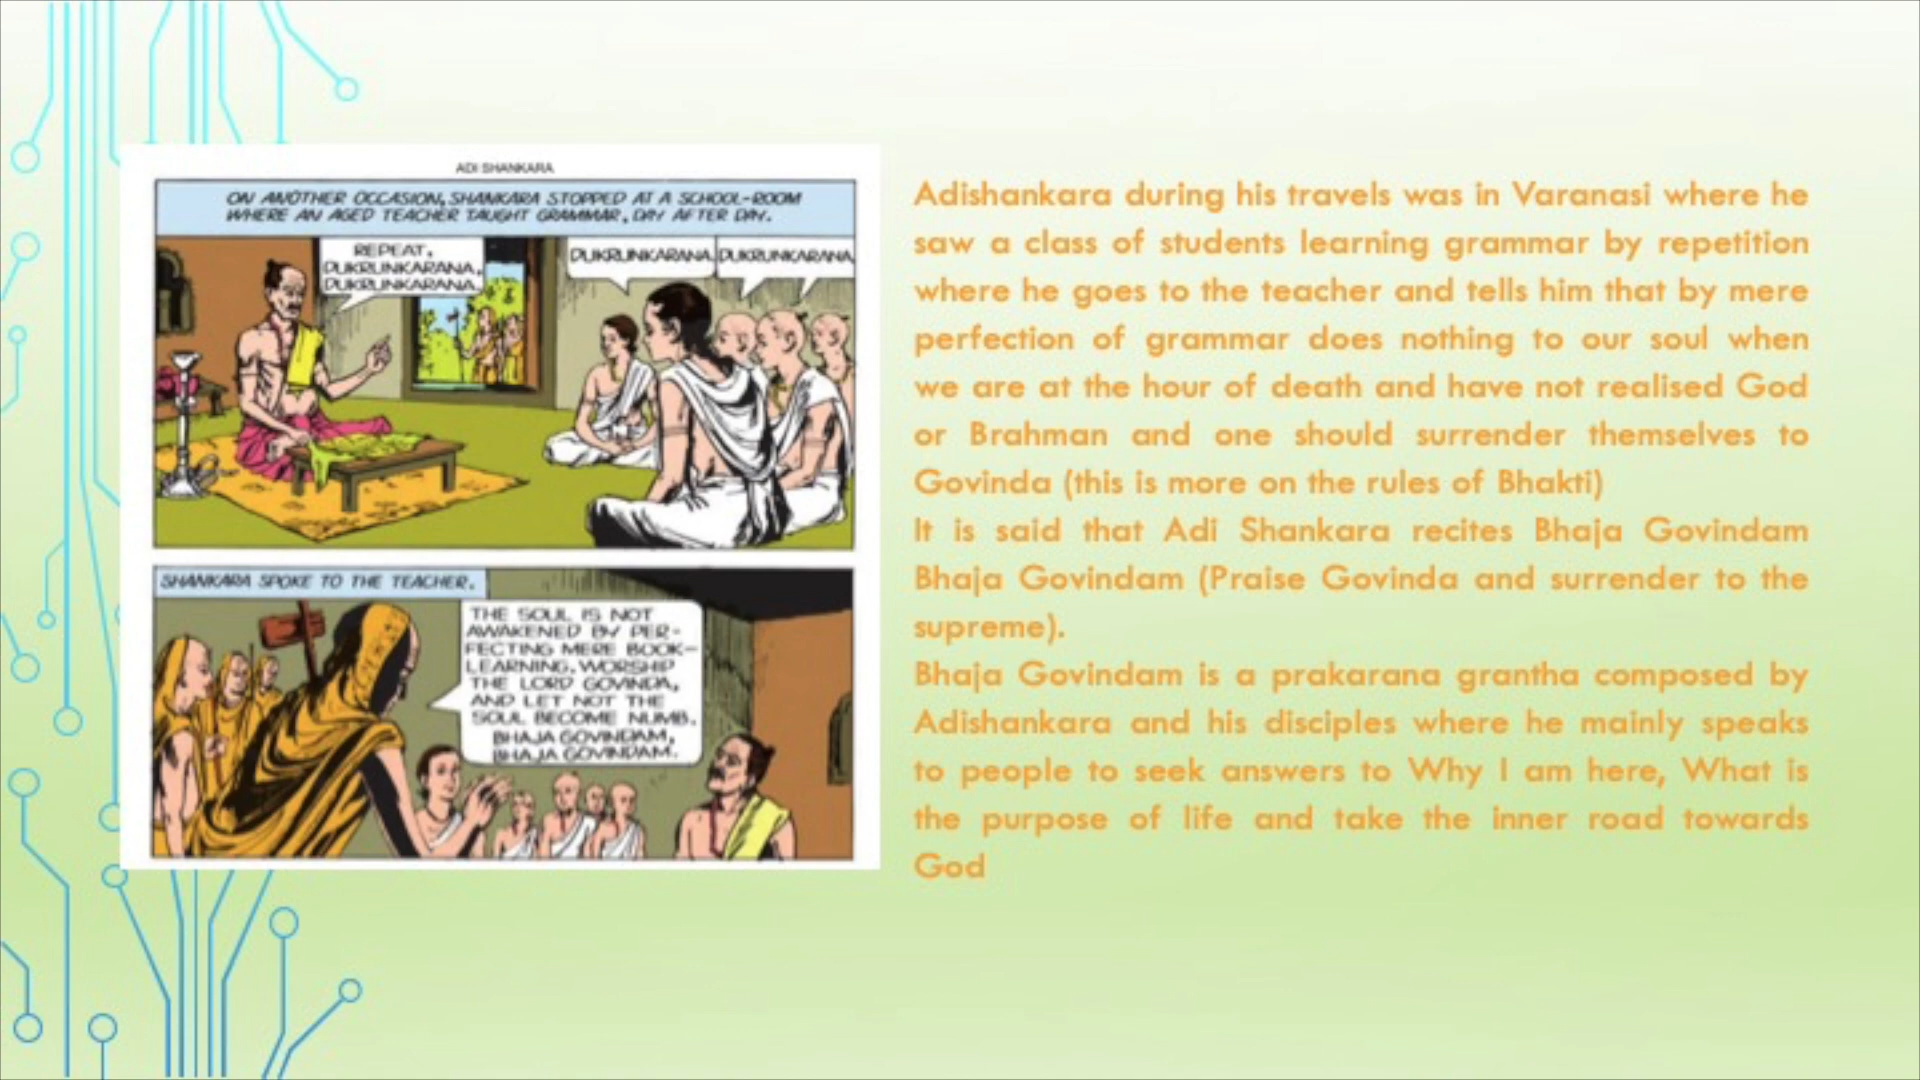 ADI SHANKARA
ON ANOTHER OCCASION, SHANKARA STOPPED AT A SCHOOL-ROOM
WHERE AN AGED TEACHER TAUGHT GRAMMAR, DAY AFTER DAY.
REPEAT,
DUKRUNKARANA,
DUKRUNKARANA.
DUKRUNKARANA.
DUKRUNKARANA.
SHANKARA SPOKE TO THE TEACHER.
THE SOUL IS NOT
AWAKENED BY PER-
FECTING MERE BOOK-
LEARNING. WORSHIP
THE LORD GOVINDA,
AND LET NOT THE
SOUL BECOME NUMB.
BHAJA GOVINDAM,
BHAJA GOVINDAM.
Adishankara during his travels was in Varanasi where he
saw a class of students learning grammar by repetition
where he goes to the teacher and tells him that by mere
perfection of grammar does nothing to our soul when
we are at the hour of death and have not realised God
or Brahman and one should surrender themselves to
Govinda (this is more on the rules of Bhakti)
It is said that Adi Shankara recites Bhaja Govindam
Bhaja Govindam (Praise Govinda and surrender to the
supreme).
Bhaja Govindam is a prakarana grantha composed by
Adishankara and his disciples where he mainly speaks
to people to seek answers to Why I am here, What is
the purpose of life and take the inner road towards
God